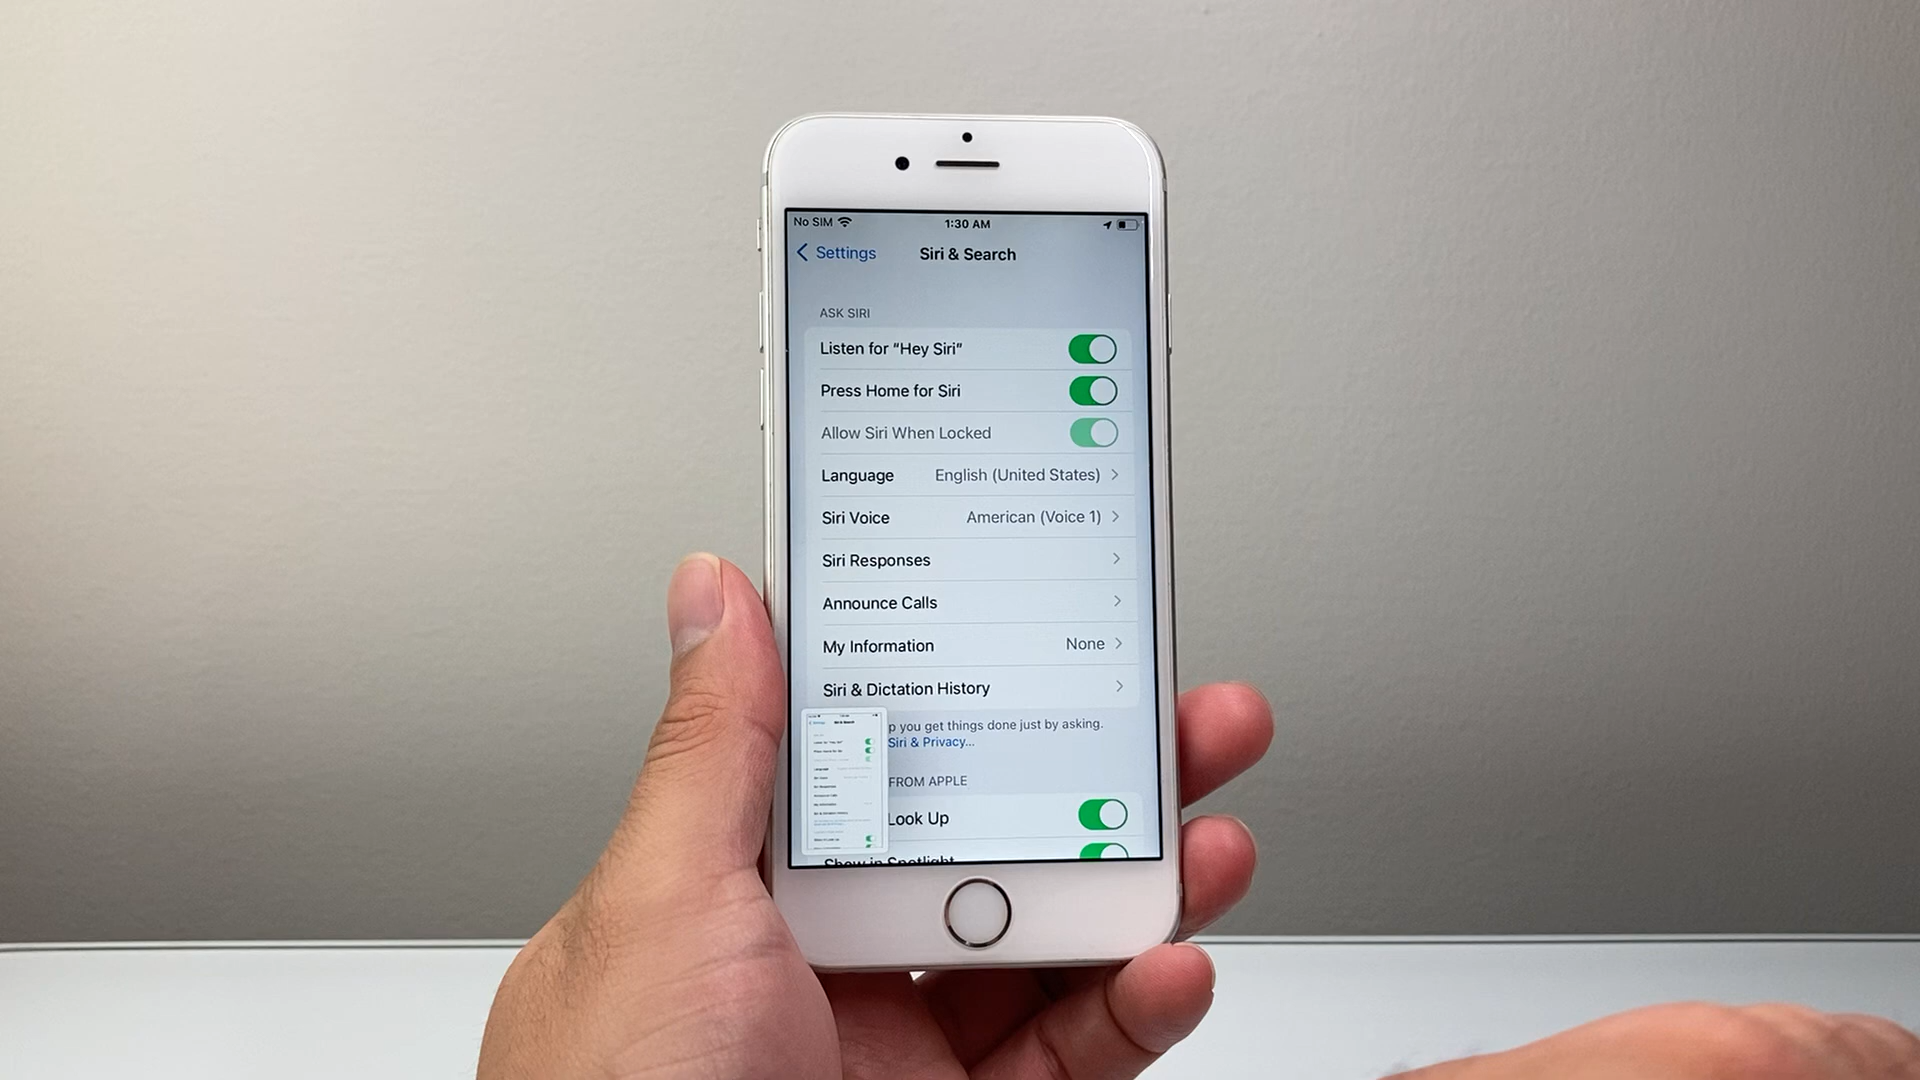 No SIM 1:30 AM
Settings Siri & Search
ASK SIRI
Listen for “Hey Siri”
Press Home for Siri
Allow Siri When Locked
Language English (United States)
Siri Voice American (Voice 1)
Siri Responses
Announce Calls
My Information None
Siri & Dictation History
p you get things done just by asking.
Siri & Privacy...
FROM APPLE
Look Up
Show in Spotlight